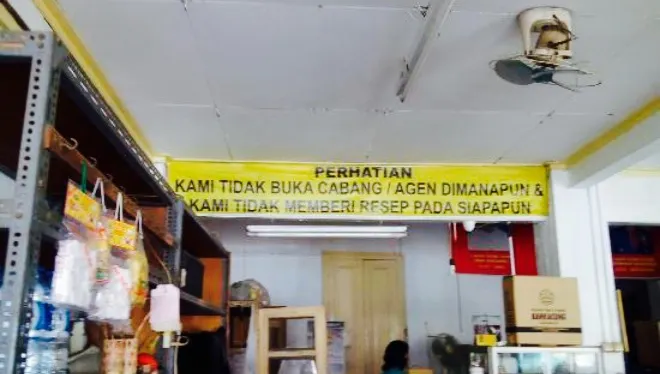 PERHATIAN
KAMI TIDAK BUKA CABANG / AGEN DIMANAPUN &
KAMI TIDAK MEMBERI RESEP PADA SIAPAPUN